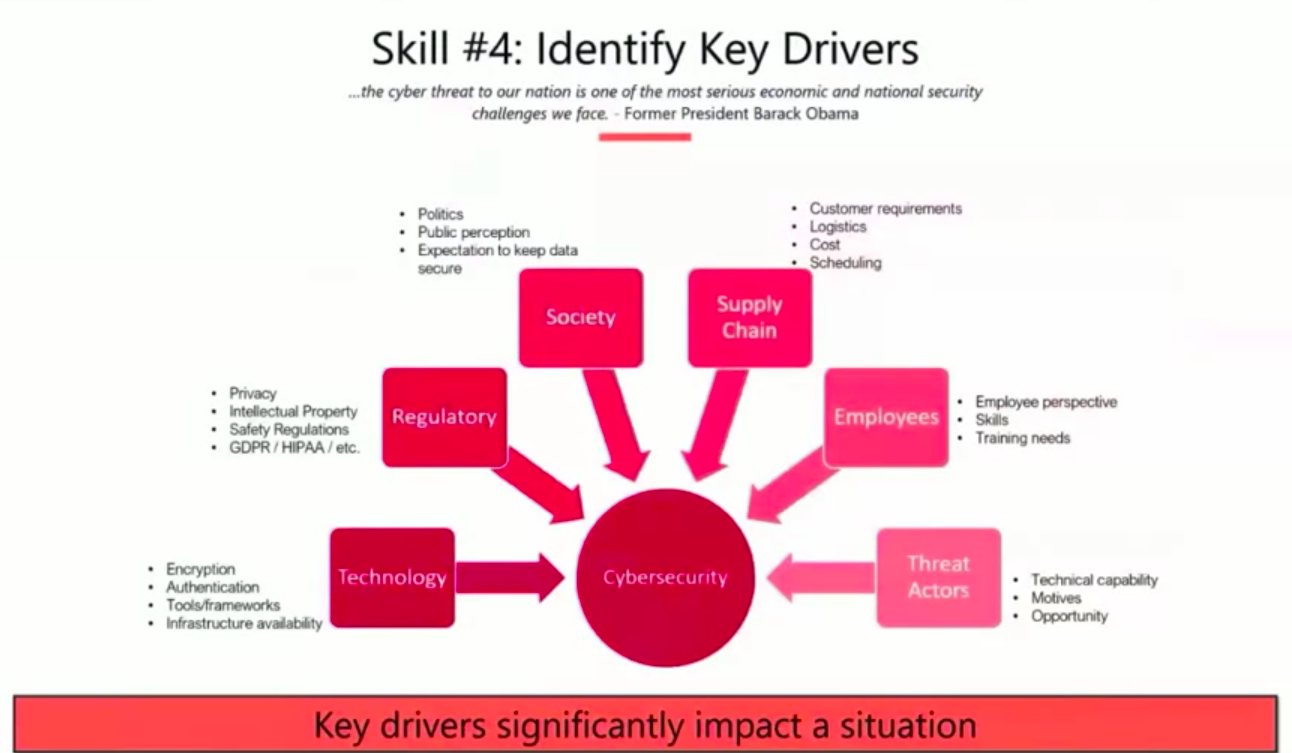 Skill #4: Identify Key Drivers
...the cyber threat to our nation is one of the most serious economic and national security
challenges we face. - Former President Barack Obama
• Politics
• Public perception
• Expectation to keep data
secure
• Customer requirements
• Logistics
• Cost
• Scheduling
Society
Supply
Chain
• Privacy
• Intellectual Property
• Safety Regulations
• GDPR / HIPAA / etc.
Regulatory
Employees
• Employee perspective
• Skills
• Training needs
• Encryption
• Authentication
• Tools/frameworks
• Infrastructure availability
Technology
Cybersecurity
Threat
Actors
• Technical capability
• Motives
• Opportunity
Key drivers significantly impact a situation